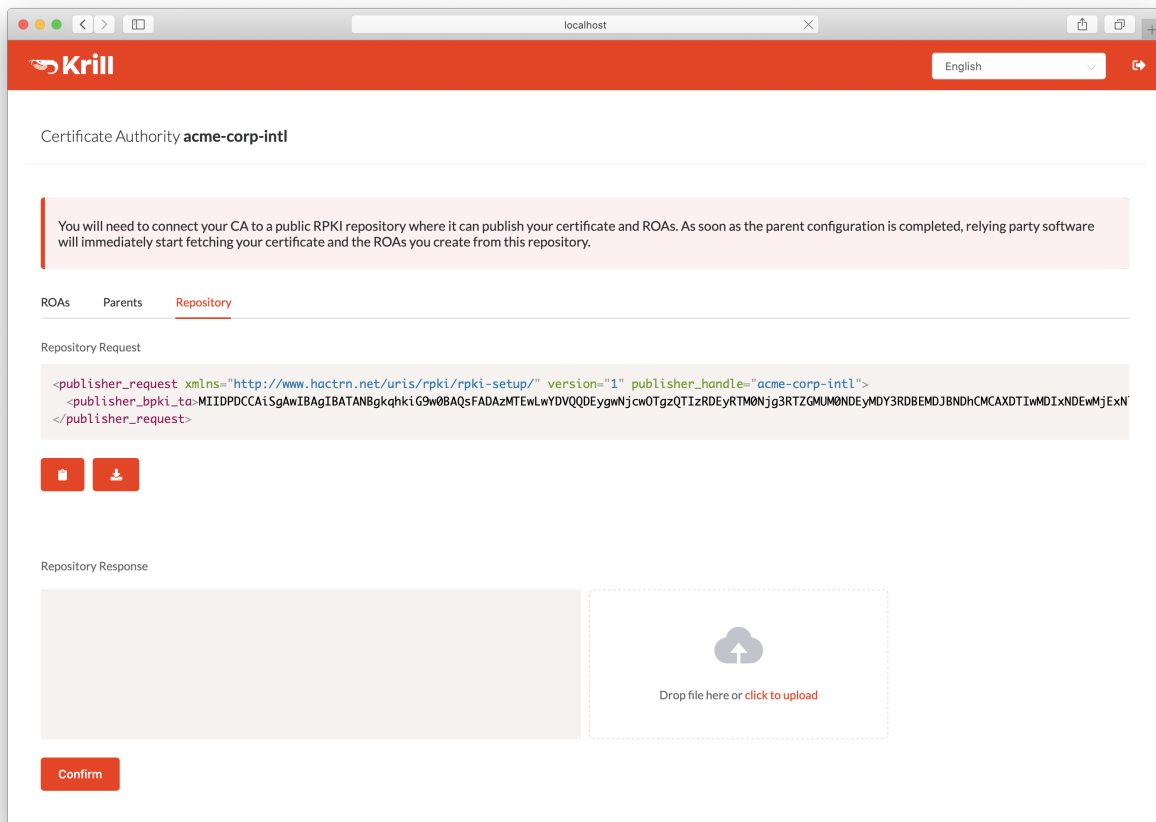 localhost
Krill
English
Certificate Authority acme-corp-intl
You will need to connect your CA to a public RPKI repository where it can publish your certificate and ROAs. As soon as the parent configuration is completed, relying party software
will immediately start fetching your certificate and the ROAs you create from this repository.
ROAs Parents Repository
Repository Request
<publisher_request xmlns="http://www.hactrn.net/uris/rpki/rpki-setup/" version="1" publisher_handle="acme-corp-intl">
<publisher_bpki_ta>MIIDPDCCAiSgAwIBAgIBATANBgkqhkiG9w0BAQsFADAzMTEwLwYDVQQDEygwNjcwOTgzQTIzRDEyRTM0Njg3RTZGMUM0NDEyMDY3RDBEMDJBNDhCMCAXDTIwMDIxNDEwMjExN
</publisher_request>
Repository Response
Drop file here or click to upload
Confirm